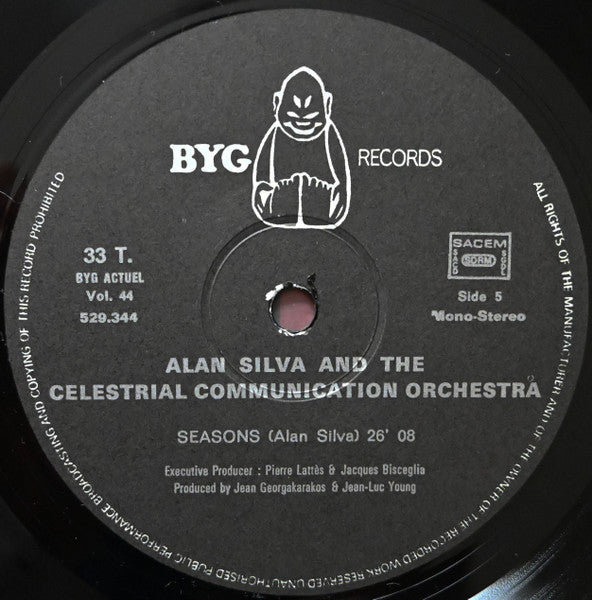 BYG RECORDS
33 T.
BYG ACTUEL
Vol. 44
529.344
SACEM
SACD SDRM SGDL
Side 5
Mono-Stereo
ALAN SILVA AND THE
CELESTRIAL COMMUNICATION ORCHESTRA
SEASONS (Alan Silva) 26' 08
Executive Producer : Pierre Lattès & Jacques Bisceglia
Produced by Jean Georgakarakos & Jean-Luc Young
ALL RIGHTS OF THE MANUFACTURER AND OF THE OWNER OF THE RECORDED WORK RESERVED UNAUTHORISED PUBLIC PERFORMANCE BROADCASTING AND COPYING OF THIS RECORD PROHIBITED